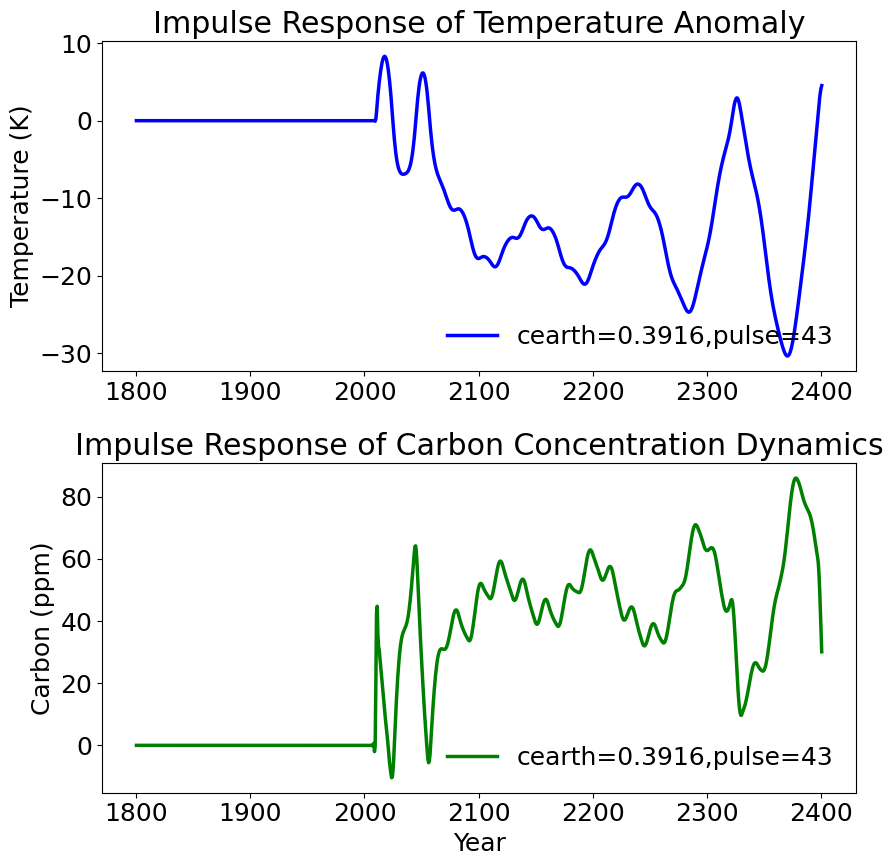 Impulse Response of Temperature Anomaly
10
0
−10
−20
−30
Temperature (K)
cearth=0.3916,pulse=43
1800 1900 2000 2100 2200 2300 2400
Impulse Response of Carbon Concentration Dynamics
80
60
40
20
0
Carbon (ppm)
cearth=0.3916,pulse=43
1800 1900 2000 2100 2200 2300 2400
Year